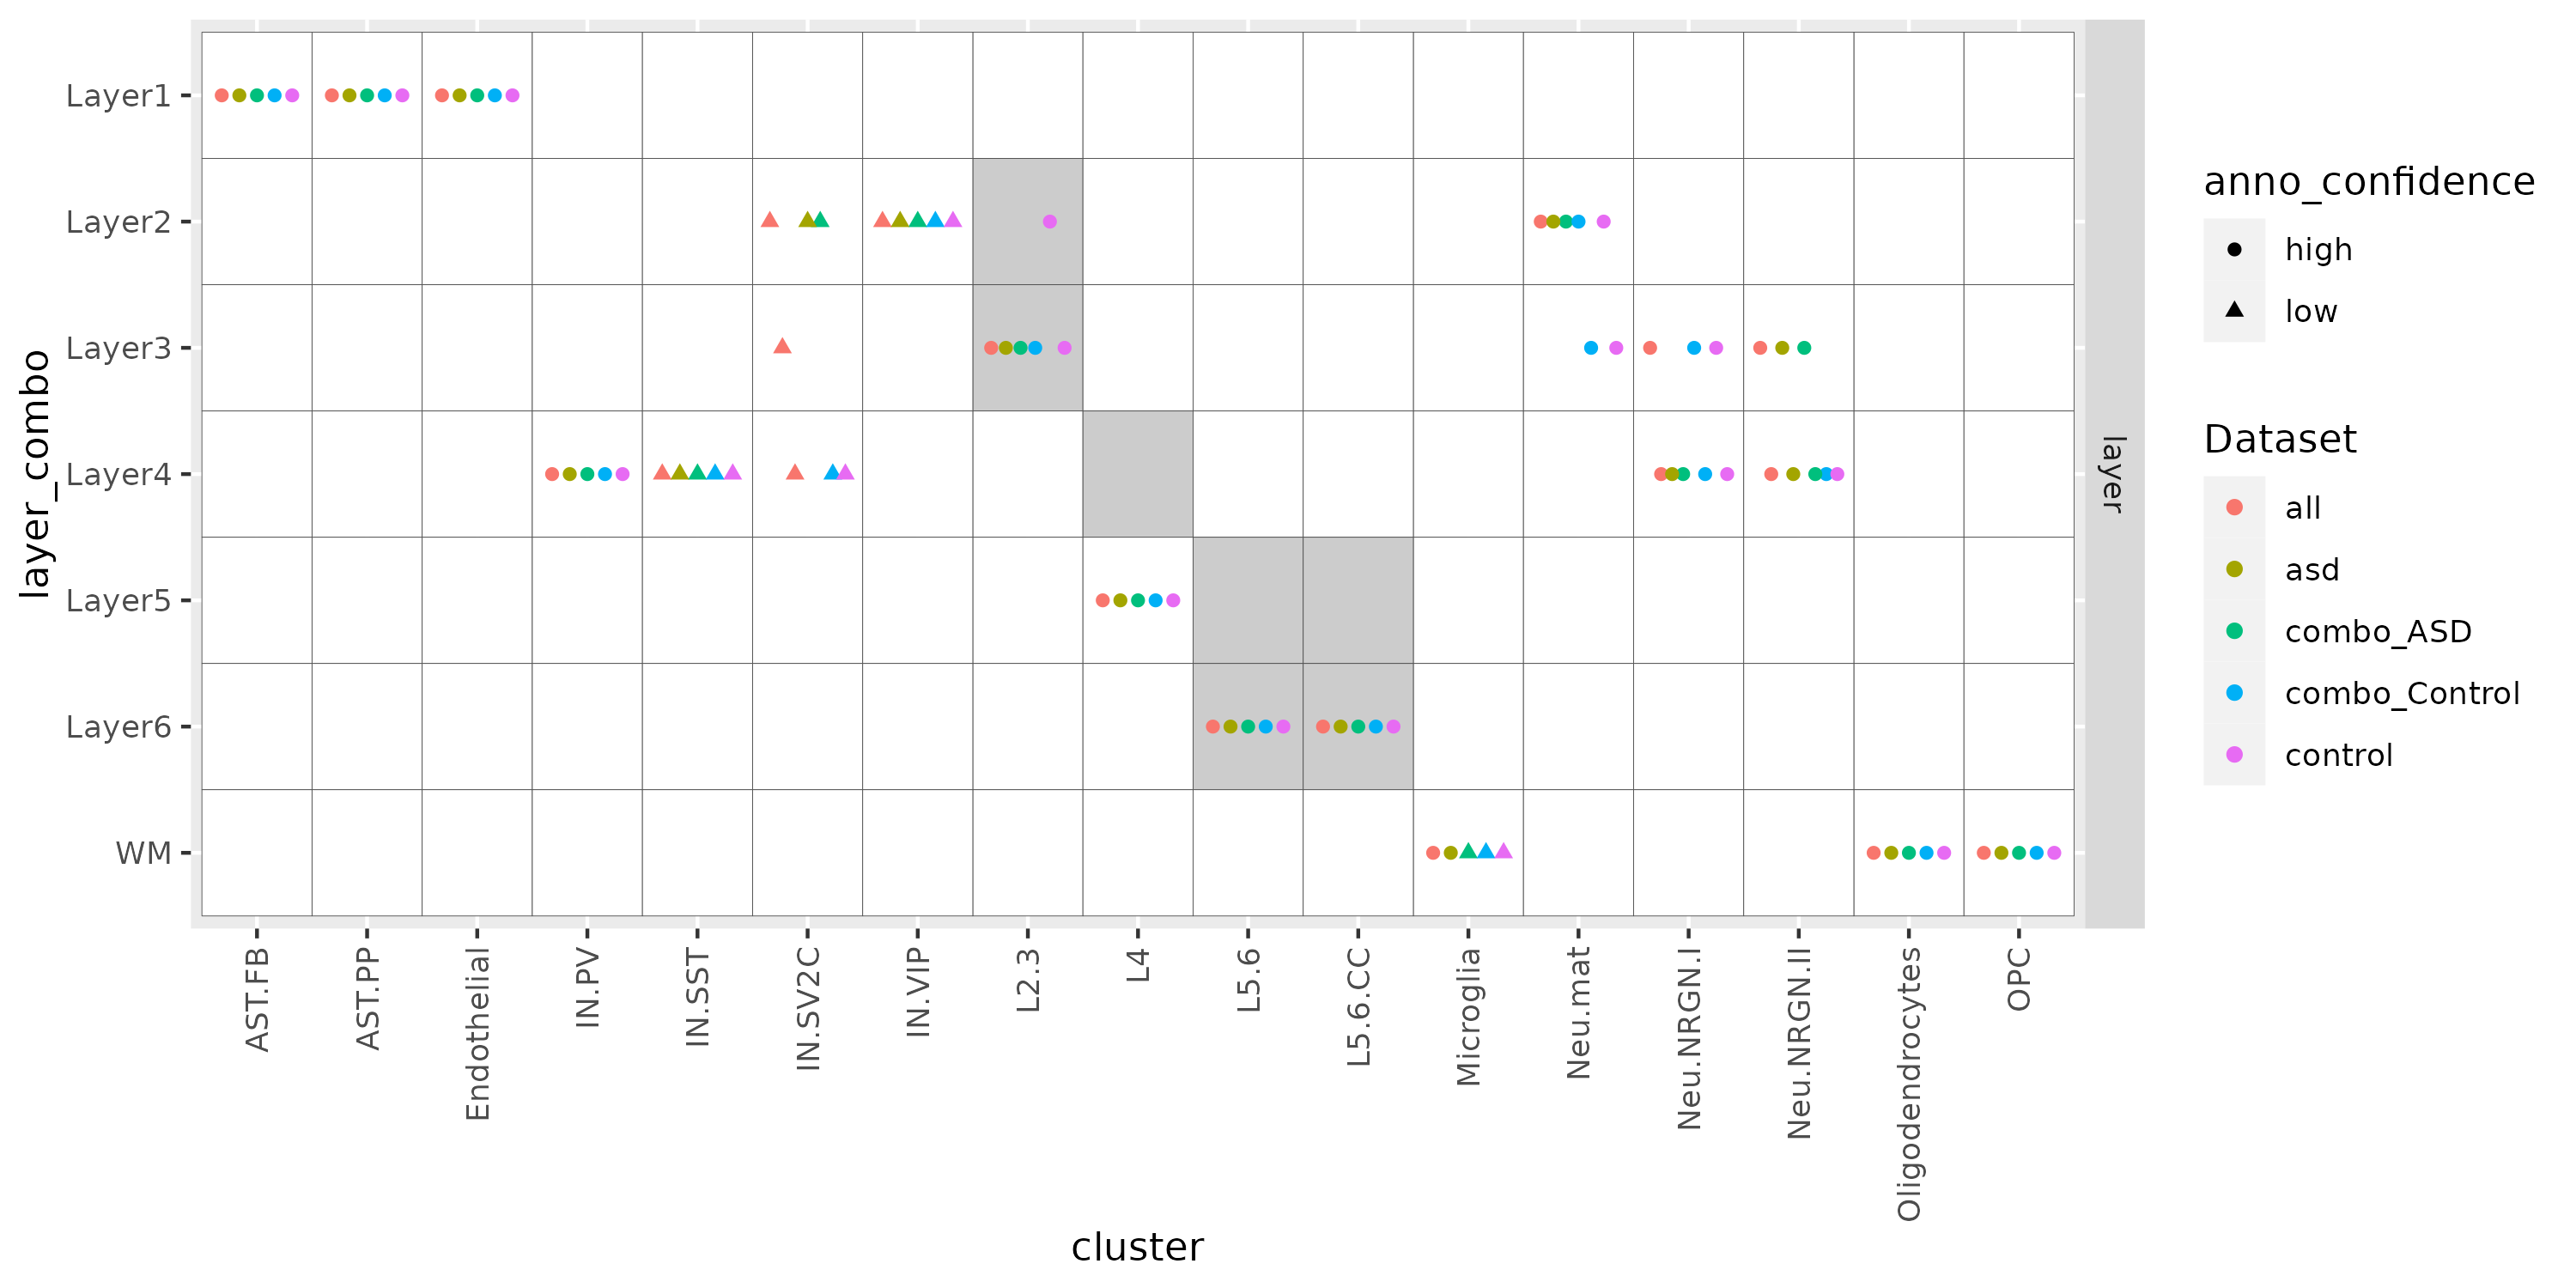 layer_combo
Layer1
Layer2
Layer3
Layer4
Layer5
Layer6
WM
AST.FB
AST.PP
Endothelial
IN.PV
IN.SST
IN.SV2C
IN.VIP
L2.3
L4
L5.6
L5.6.CC
Microglia
Neu.mat
Neu.NRGN.I
Neu.NRGN.II
Oligodendrocytes
OPC
cluster
layer
anno_confidence
high
low
Dataset
all
asd
combo_ASD
combo_Control
control